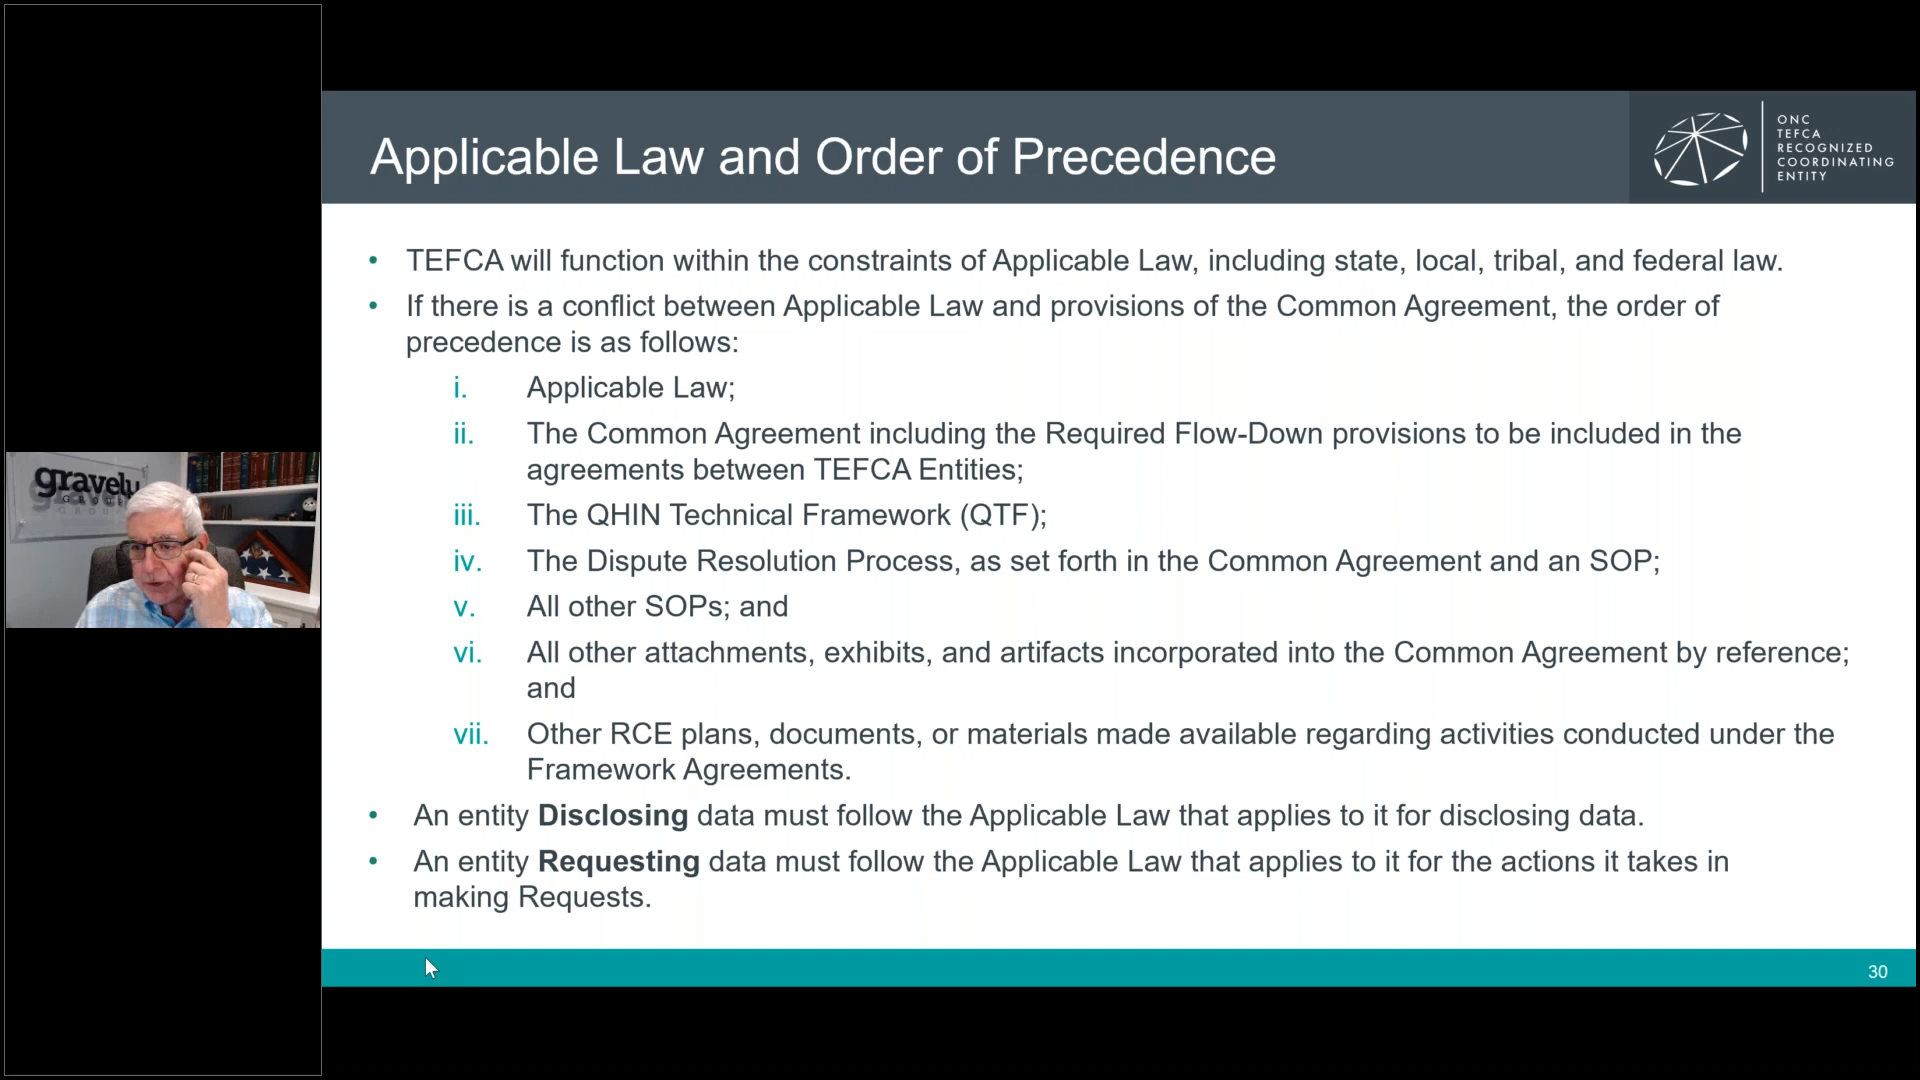 Applicable Law and Order of Precedence
ONC
TEFCA
RECOGNIZED
COORDINATING
ENTITY
• TEFCA will function within the constraints of Applicable Law, including state, local, tribal, and federal law.
• If there is a conflict between Applicable Law and provisions of the Common Agreement, the order of
precedence is as follows:
i. Applicable Law;
ii. The Common Agreement including the Required Flow-Down provisions to be included in the
agreements between TEFCA Entities;
iii. The QHIN Technical Framework (QTF);
iv. The Dispute Resolution Process, as set forth in the Common Agreement and an SOP;
v. All other SOPs; and
vi. All other attachments, exhibits, and artifacts incorporated into the Common Agreement by reference;
and
vii. Other RCE plans, documents, or materials made available regarding activities conducted under the
Framework Agreements.
• An entity Disclosing data must follow the Applicable Law that applies to it for disclosing data.
• An entity Requesting data must follow the Applicable Law that applies to it for the actions it takes in
making Requests.
30
gravely
GROUP